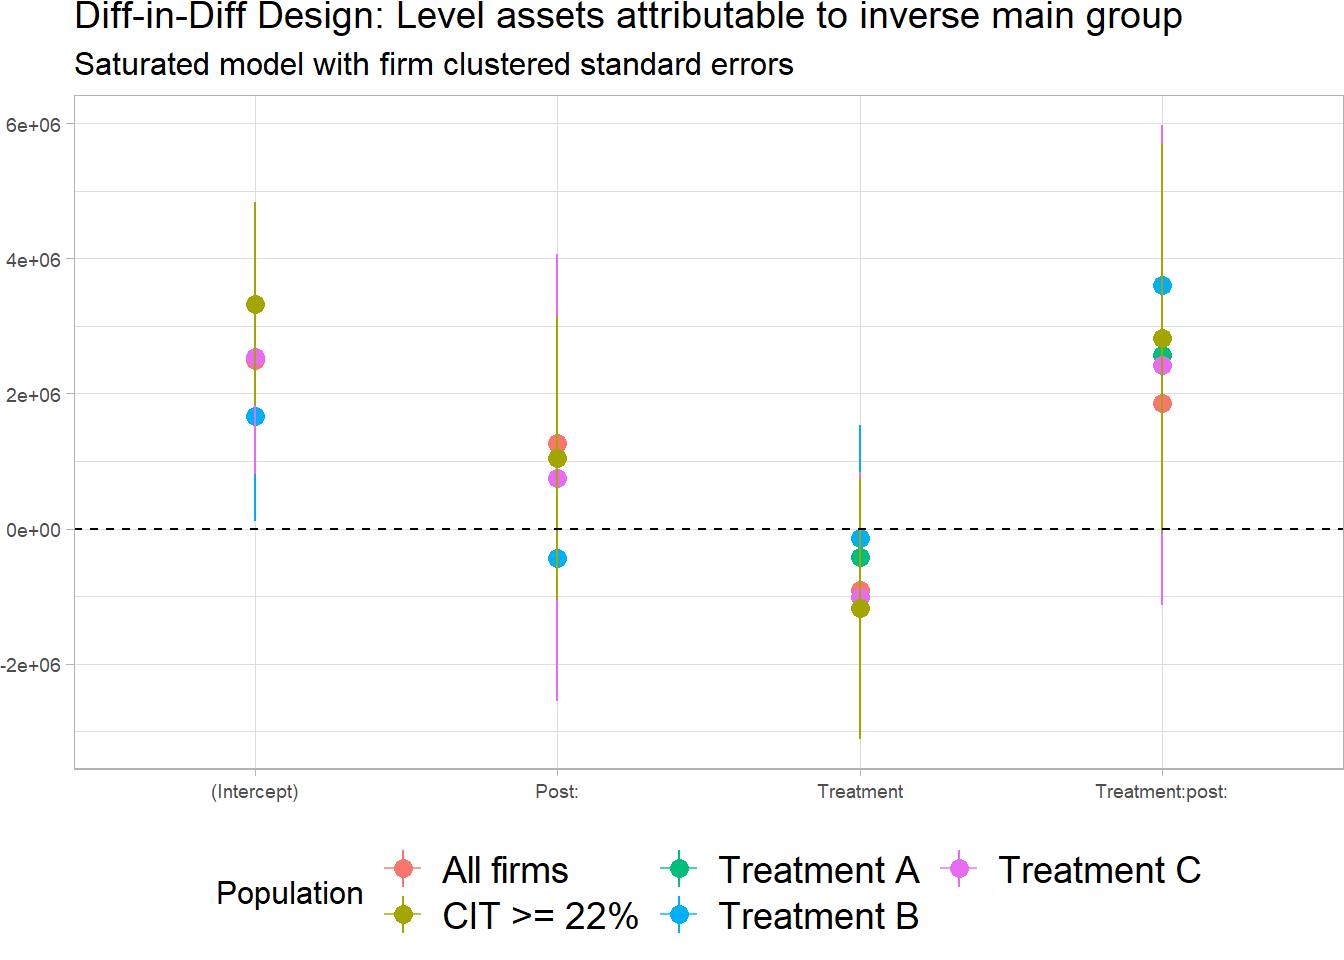 Diff-in-Diff Design: Level assets attributable to inverse main group
Saturated model with firm clustered standard errors
6e+06
4e+06
2e+06
0e+00
-2e+06
(Intercept)
Post:
Treatment
Treatment:post:
Population
All firms
Treatment A
Treatment C
CIT >= 22%
Treatment B